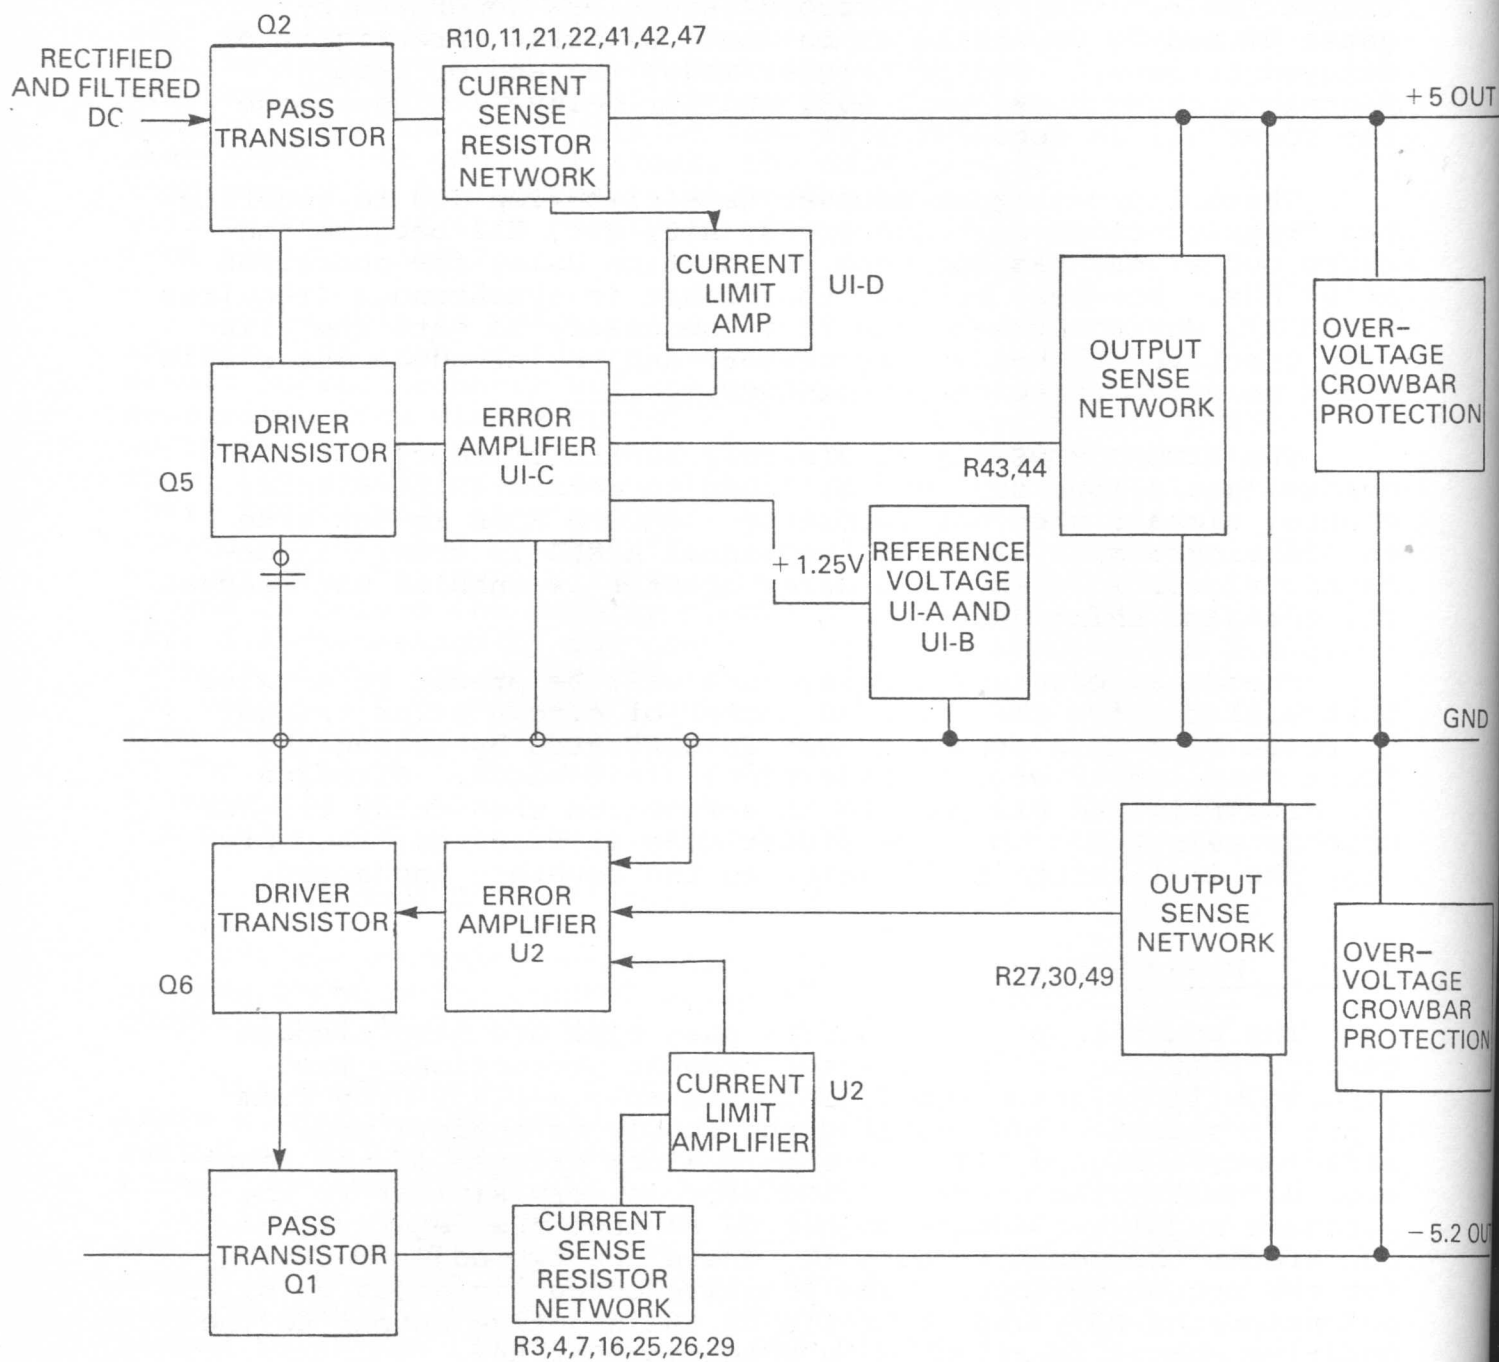 Q2
R10,11,21,22,41,42,47
RECTIFIED
AND FILTERED
DC
PASS
TRANSISTOR
CURRENT
SENSE
RESISTOR
NETWORK
+ 5 OUT
CURRENT
LIMIT
AMP
UI-D
OVER-
VOLTAGE
CROWBAR
PROTECTION
OUTPUT
SENSE
NETWORK
DRIVER
TRANSISTOR
Q5
ERROR
AMPLIFIER
UI-C
R43,44
+ 1.25V
REFERENCE
VOLTAGE
UI-A AND
UI-B
GND
DRIVER
TRANSISTOR
Q6
ERROR
AMPLIFIER
U2
OUTPUT
SENSE
NETWORK
R27,30,49
OVER-
VOLTAGE
CROWBAR
PROTECTION
CURRENT
LIMIT
AMPLIFIER
U2
PASS
TRANSISTOR
Q1
CURRENT
SENSE
RESISTOR
NETWORK
R3,4,7,16,25,26,29
- 5.2 OUT